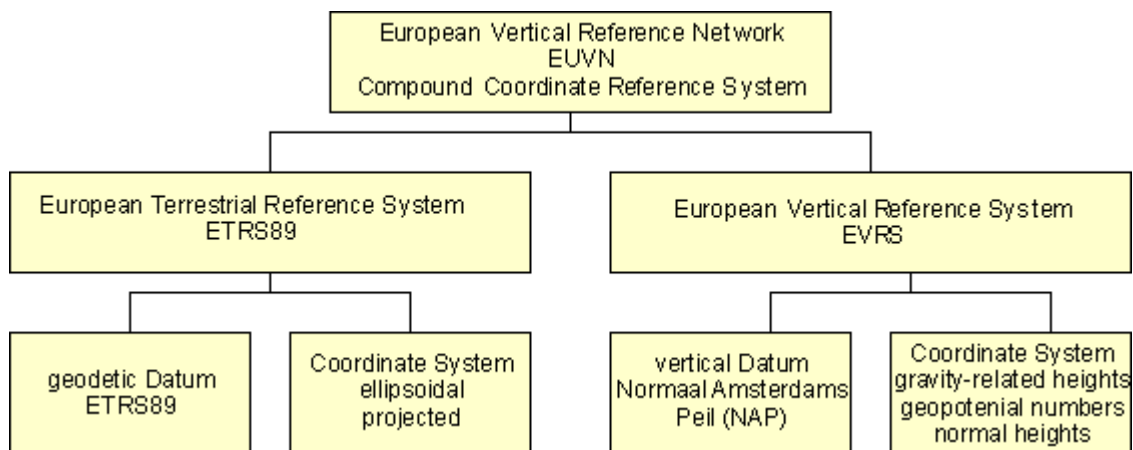 European Vertical Reference Network
EUVN
Compound Coordinate Reference System
European Terrestrial Reference System
ETRS89
European Vertical Reference System
EVRS
geodetic Datum
ETRS89
Coordinate System
ellipsoidal
projected
vertical Datum
Normaal Amsterdams
Peil (NAP)
Coordinate System
gravity-related heights
geopotenial numbers
normal heights